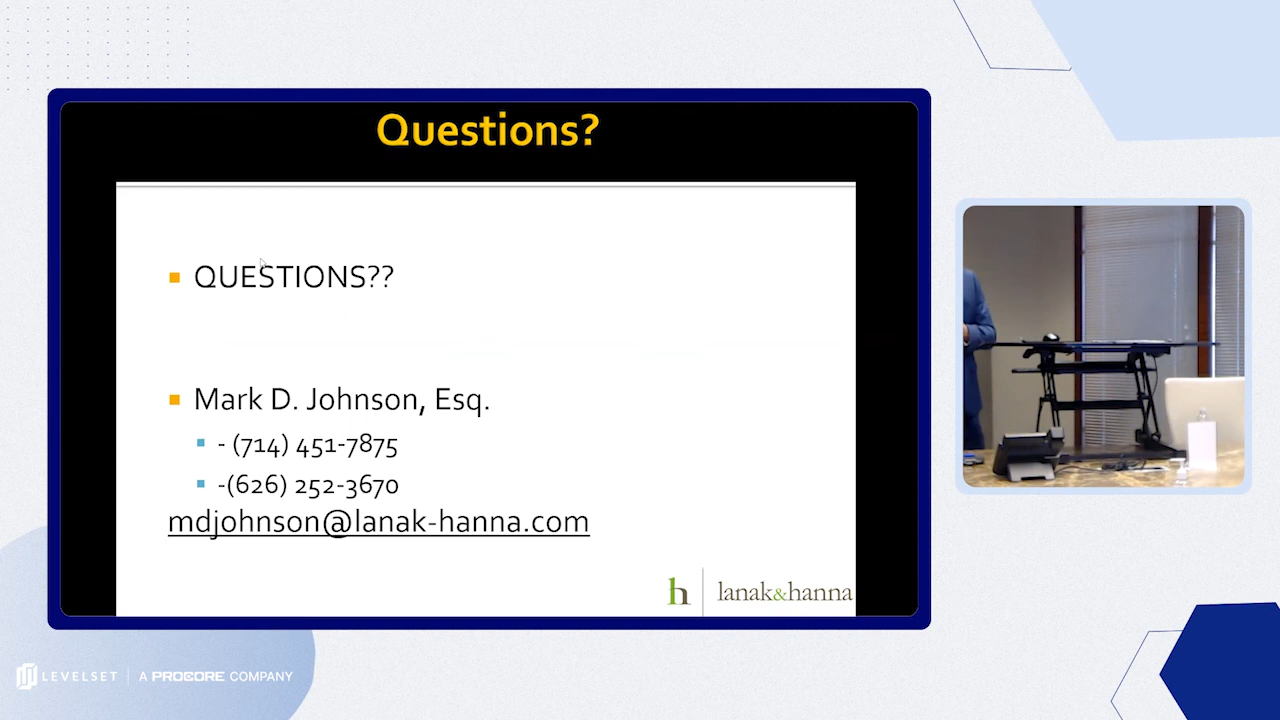 Questions?
QUESTIONS??
Mark D. Johnson, Esq.
- (714) 451-7875
-(626) 252-3670
mdjohnson@lanak-hanna.com
h lanak&hanna
LEVELSET A PROCORE COMPANY